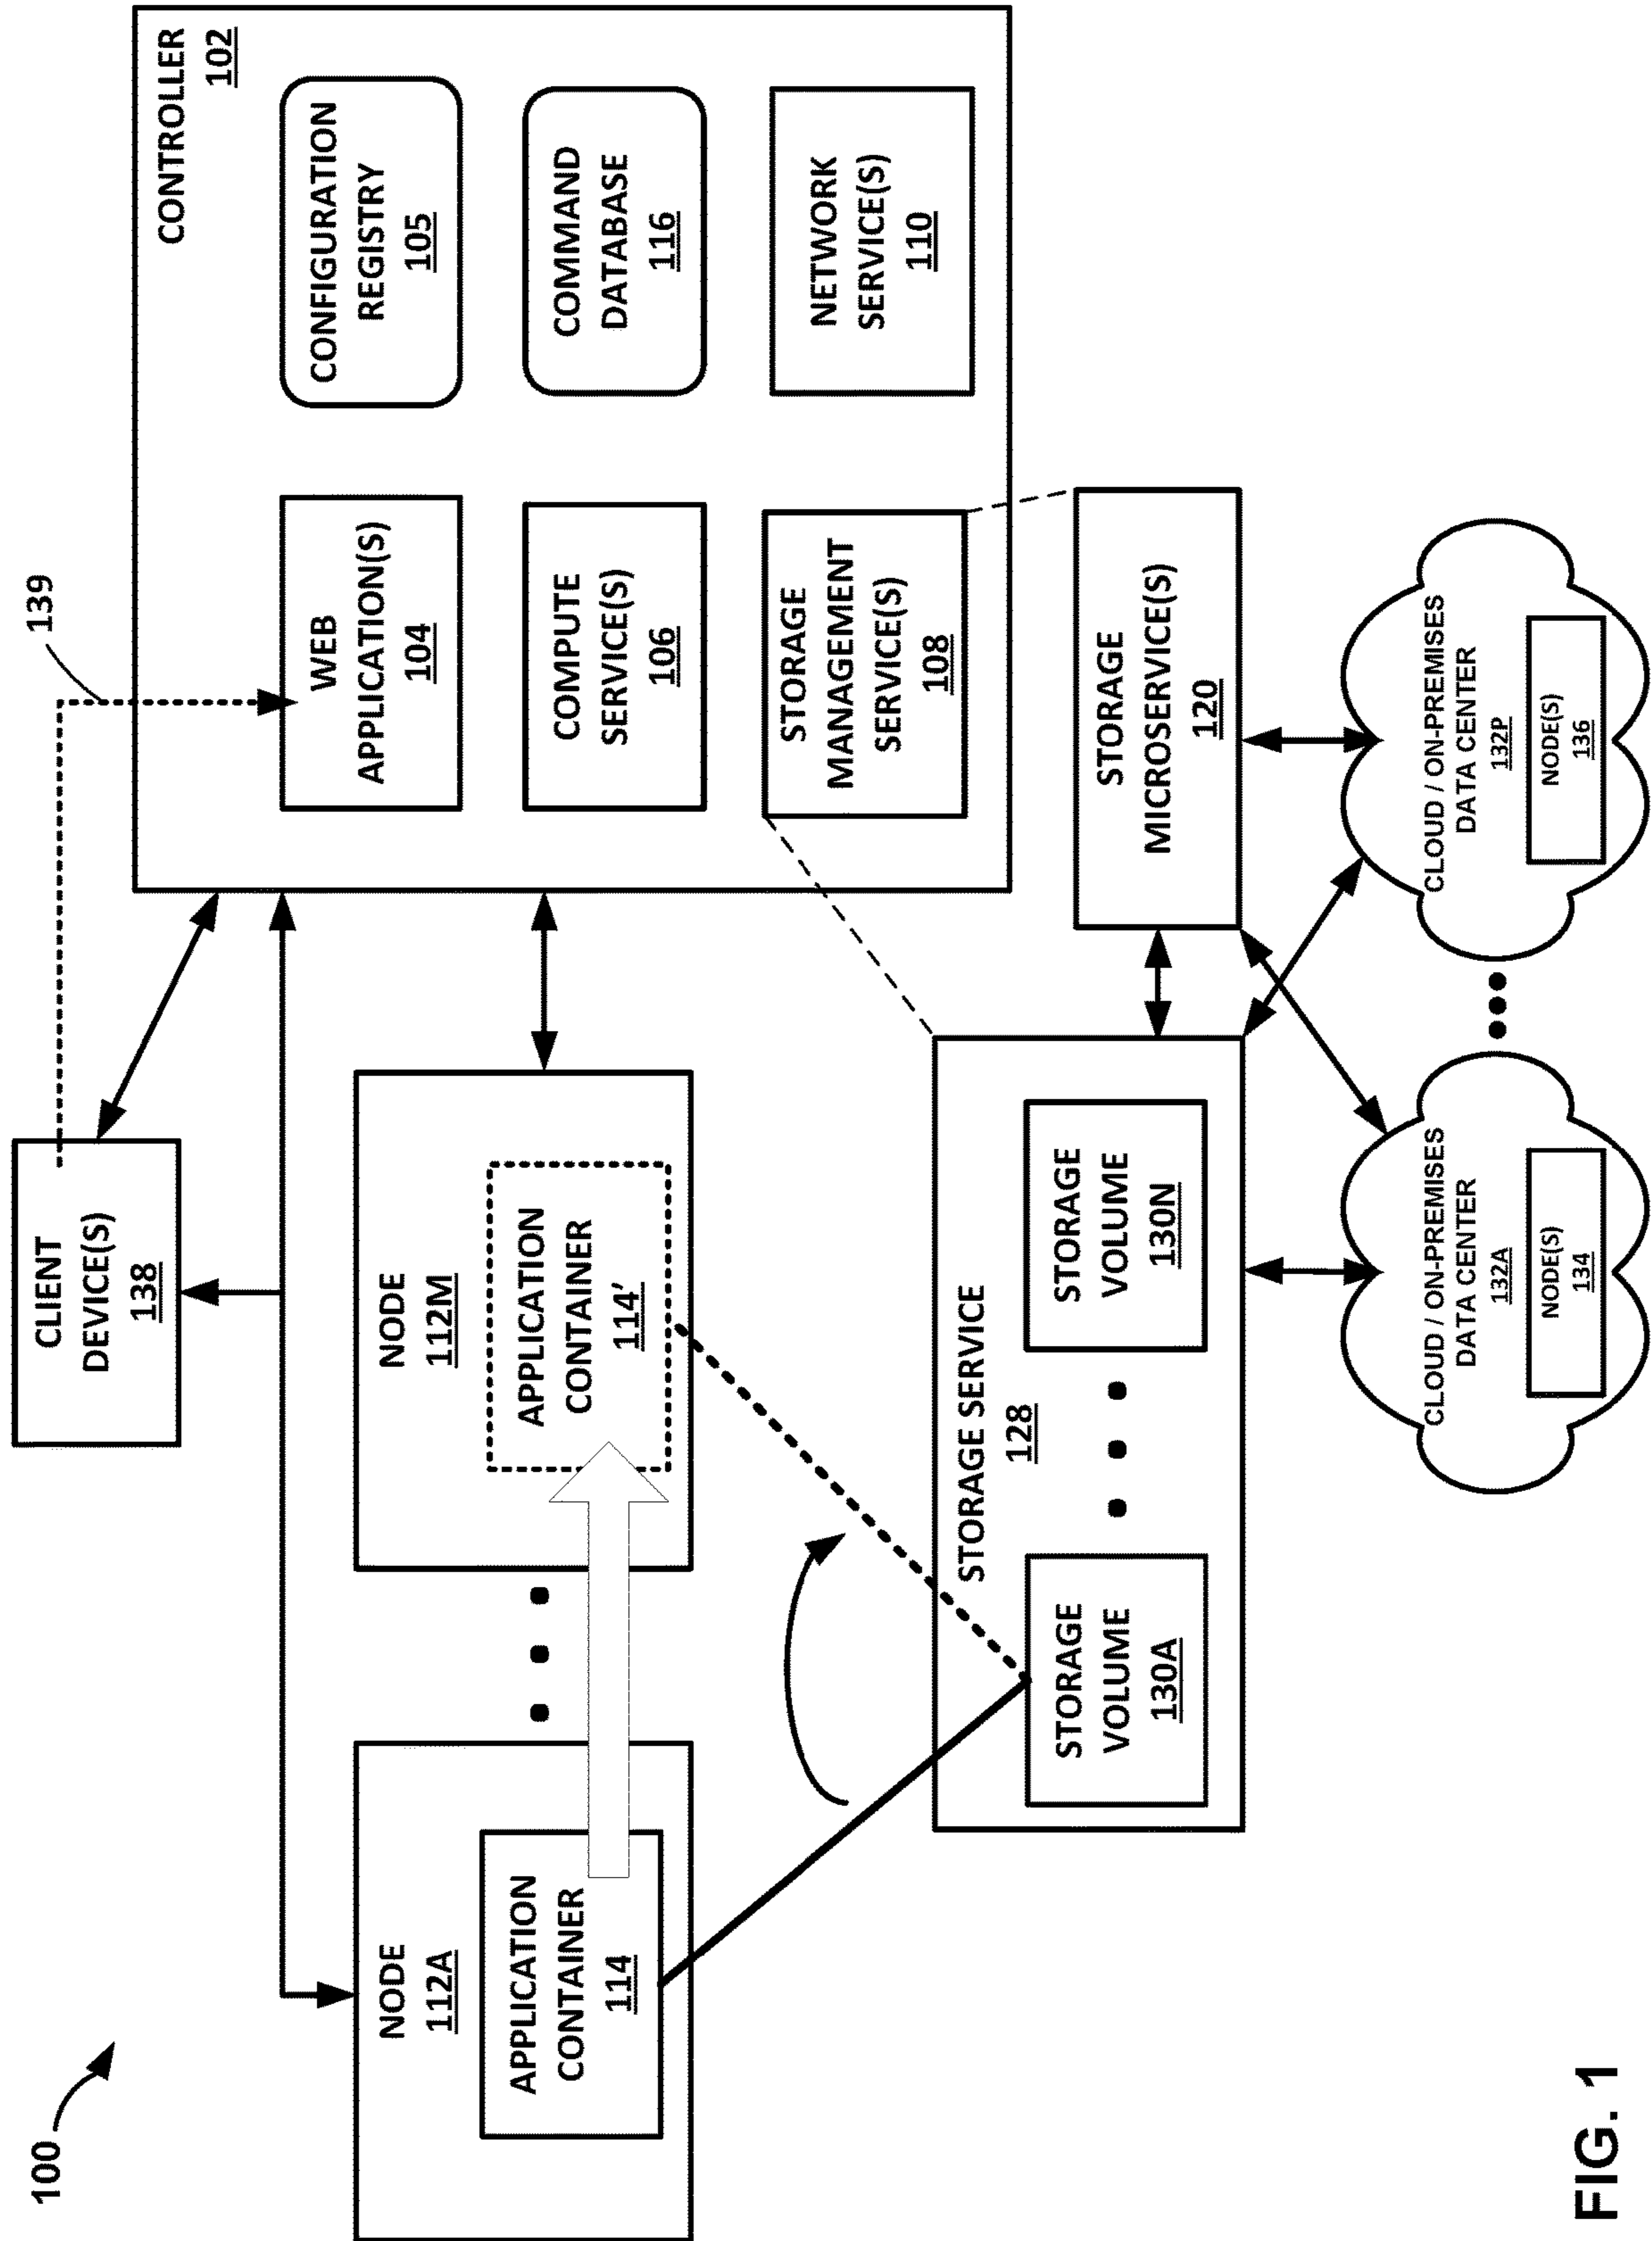 100
CLIENT
DEVICE(S)
138
139
CONTROLLER
102
NODE
112A
APPLICATION
CONTAINER
114
NODE
112M
APPLICATION
CONTAINER
114'
WEB
APPLICATION(S)
104
CONFIGURATION
REGISTRY
105
COMPUTE
SERVICE(S)
106
COMMAND
DATABASE
116
STORAGE
MANAGEMENT
SERVICE(S)
108
NETWORK
SERVICE(S)
110
STORAGE SERVICE
128
STORAGE
VOLUME
130A
STORAGE
VOLUME
130N
STORAGE
MICROSERVICE(S)
120
CLOUD / ON-PREMISES
DATA CENTER
132A
NODE(S)
134
CLOUD / ON-PREMISES
DATA CENTER
132P
NODE(S)
136
FIG. 1